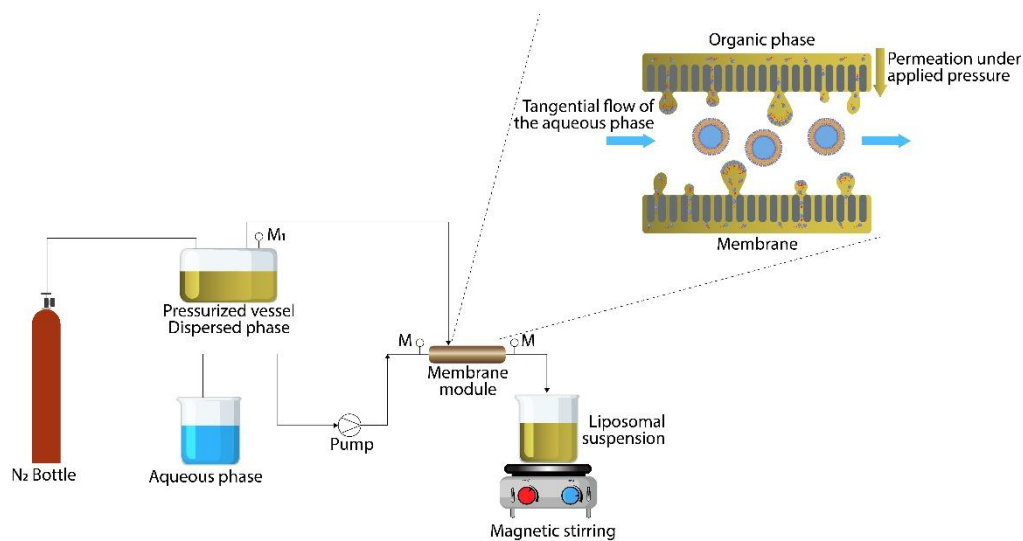 Organic phase
Permeation under
applied pressure
Tangential flow of
the aqueous phase
Membrane
M₁
Pressurized vessel
Dispersed phase
M
M
Membrane
module
Liposomal
suspension
Pump
N₂ Bottle
Aqueous phase
Magnetic stirring